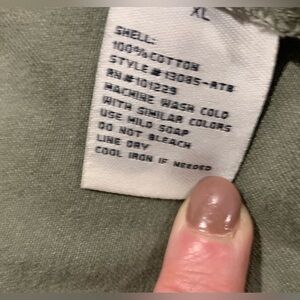 XL
SHELL:
100% COTTON
STYLE # 13085-RTB
RN#101229
MACHINE WASH COLD
WITH SIMILAR COLORS
USE MILD SOAP
DO NOT BLEACH
LINE DRY
COOL IRON IF NEEDED